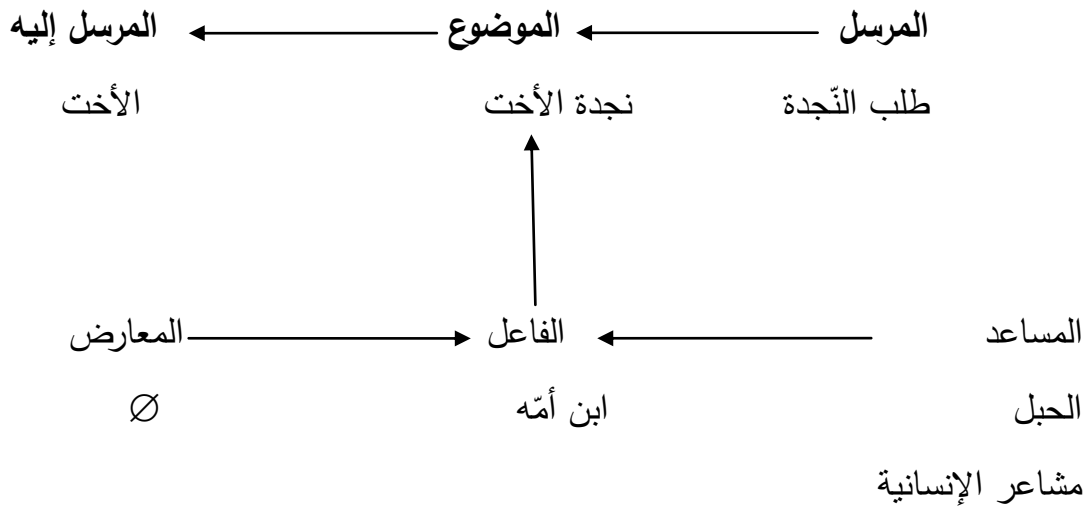 المرسل الموضوع المرسل إليه
طلب النّجدة نجدة الأخت الأخت
المساعد الفاعل المعارض
الحبل ابن أمّه ∅
مشاعر الإنسانية